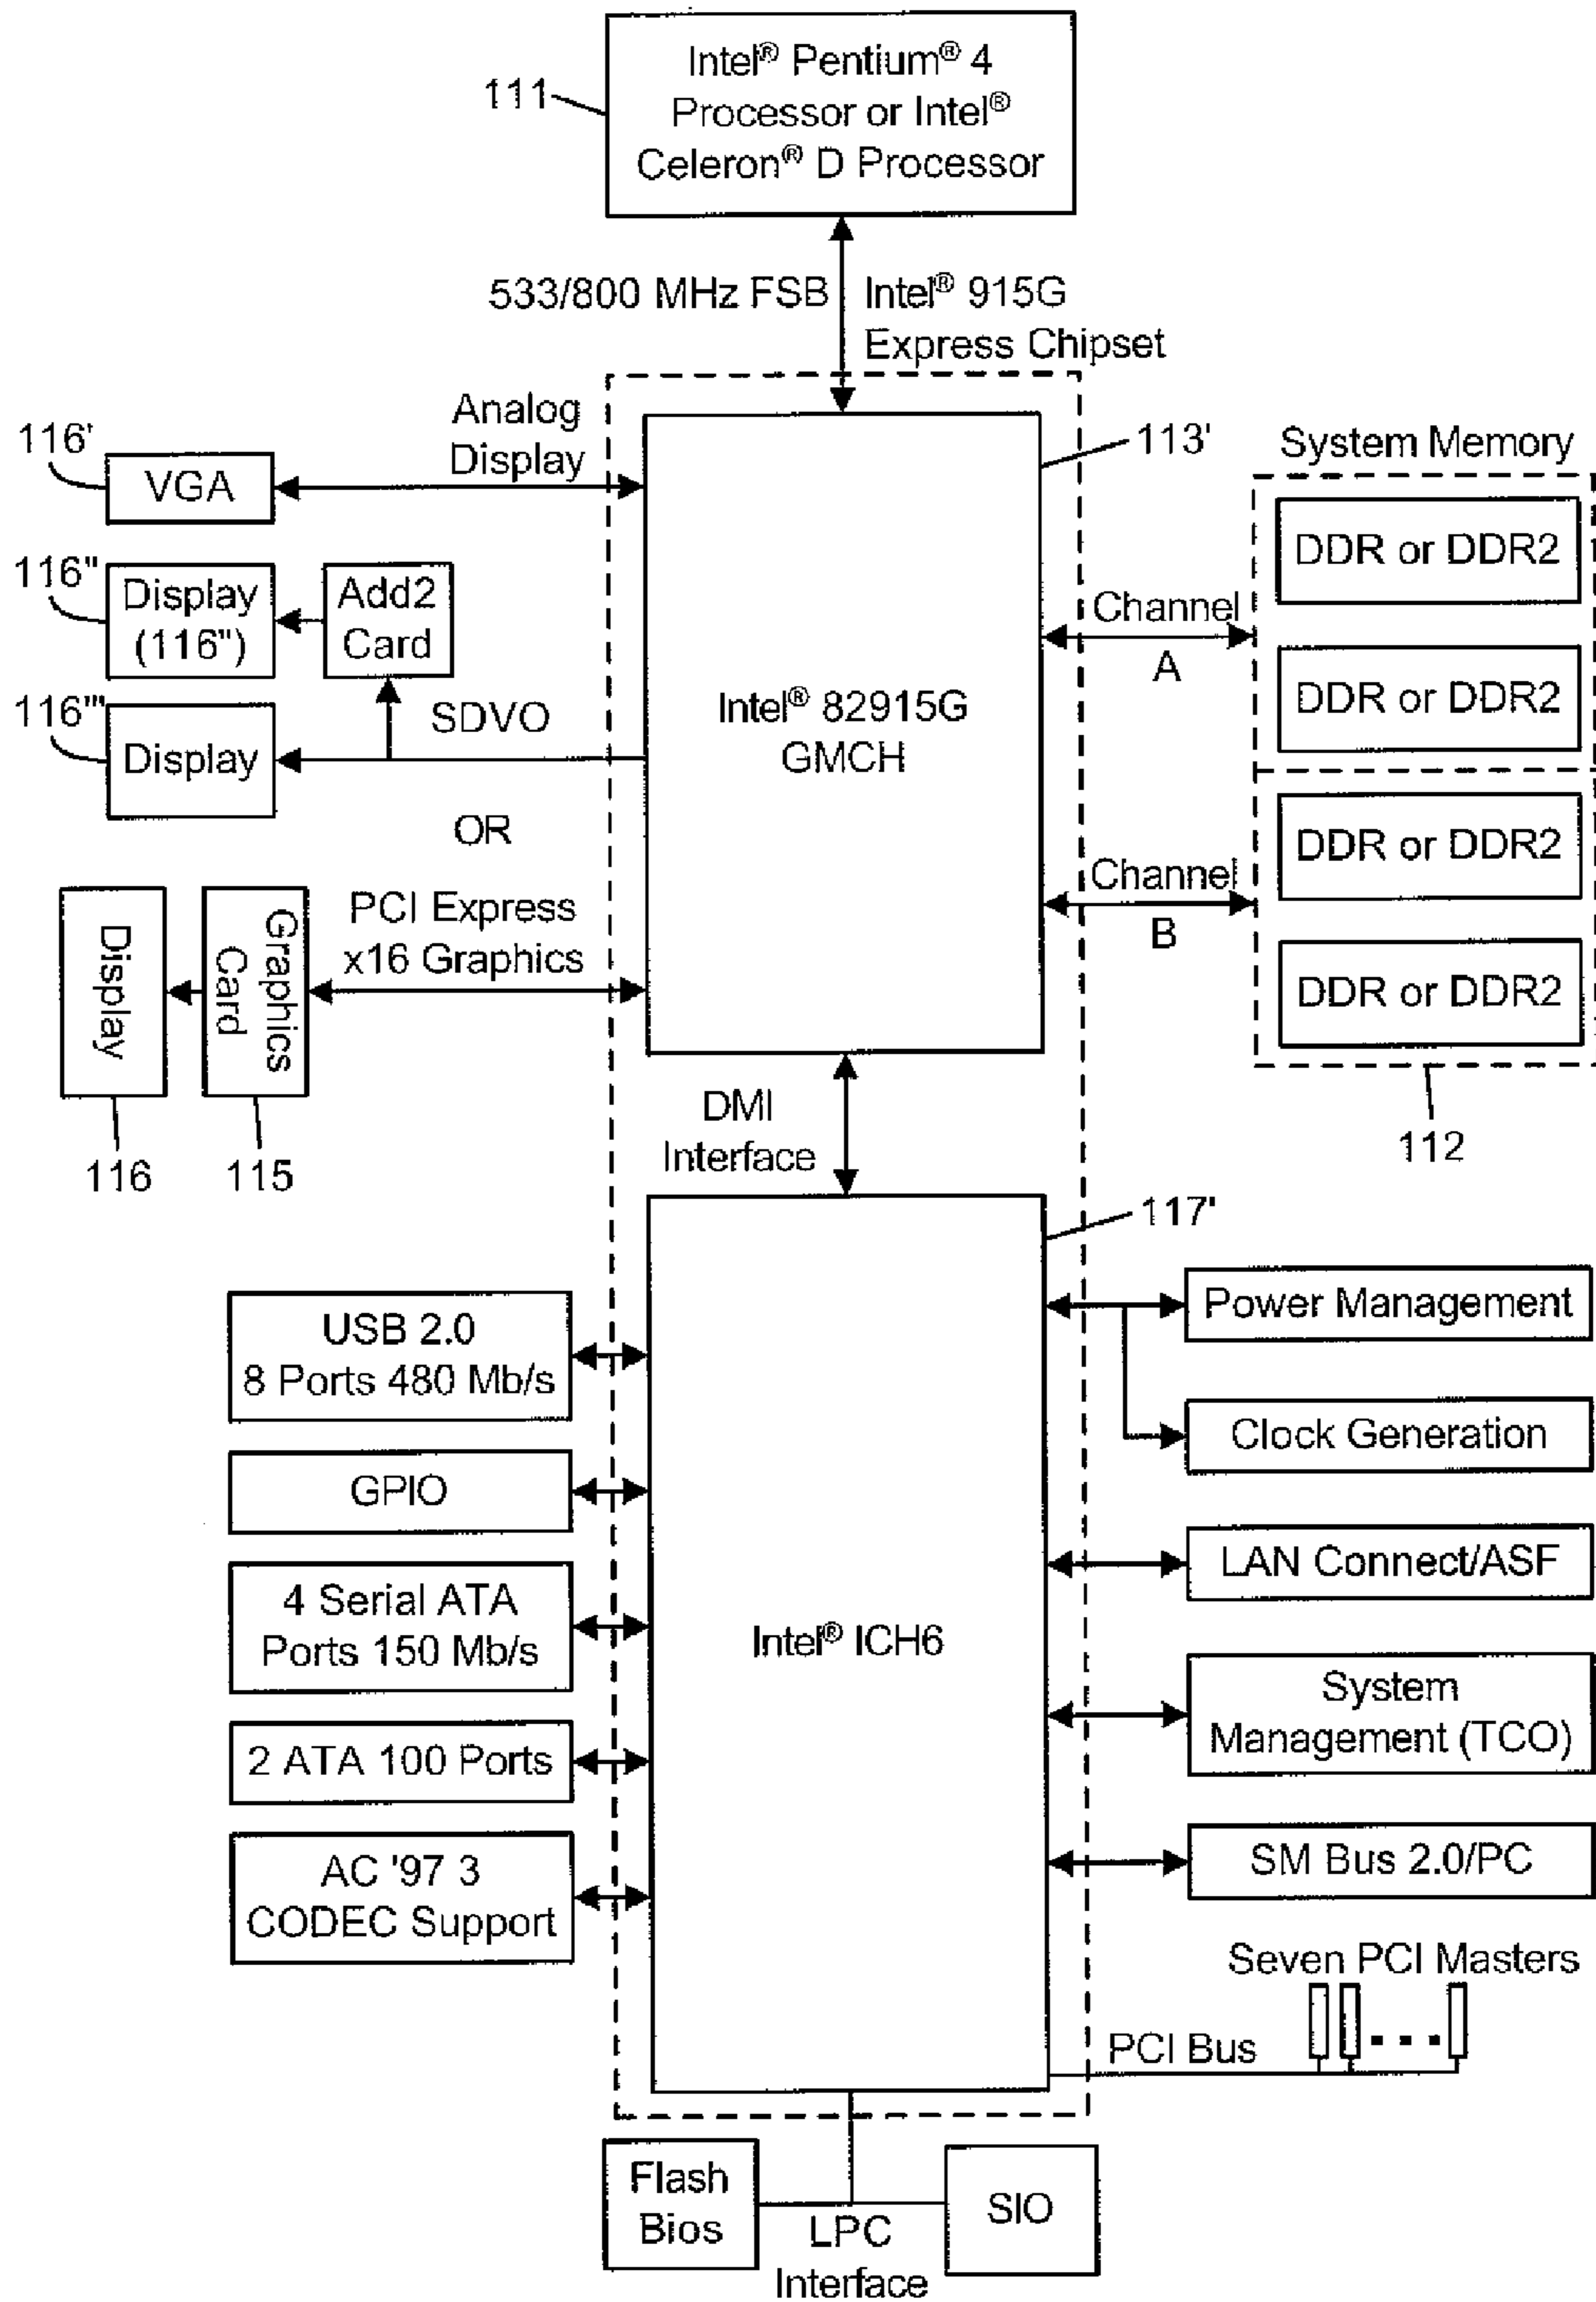 Intel® Pentium® 4
Processor or Intel®
Celeron® D Processor
111
533/800 MHz FSB
Intel® 915G
Express Chipset
Analog
Display
116'
VGA
113'
System Memory
DDR or DDR2
116"
Display
(116")
Add2
Card
Channel
A
DDR or DDR2
116"'
Display
SDVO
Intel® 82915G
GMCH
OR
DDR or DDR2
Channel
B
PCI Express
x16 Graphics
Display
Graphics
Card
DDR or DDR2
116
115
DMI
Interface
112
117'
USB 2.0
8 Ports 480 Mb/s
Power Management
GPIO
Clock Generation
4 Serial ATA
Ports 150 Mb/s
LAN Connect/ASF
Intel® ICH6
2 ATA 100 Ports
System
Management (TCO)
AC '97 3
CODEC Support
SM Bus 2.0/PC
Seven PCI Masters
PCI Bus
Flash
Bios
LPC
Interface
SIO